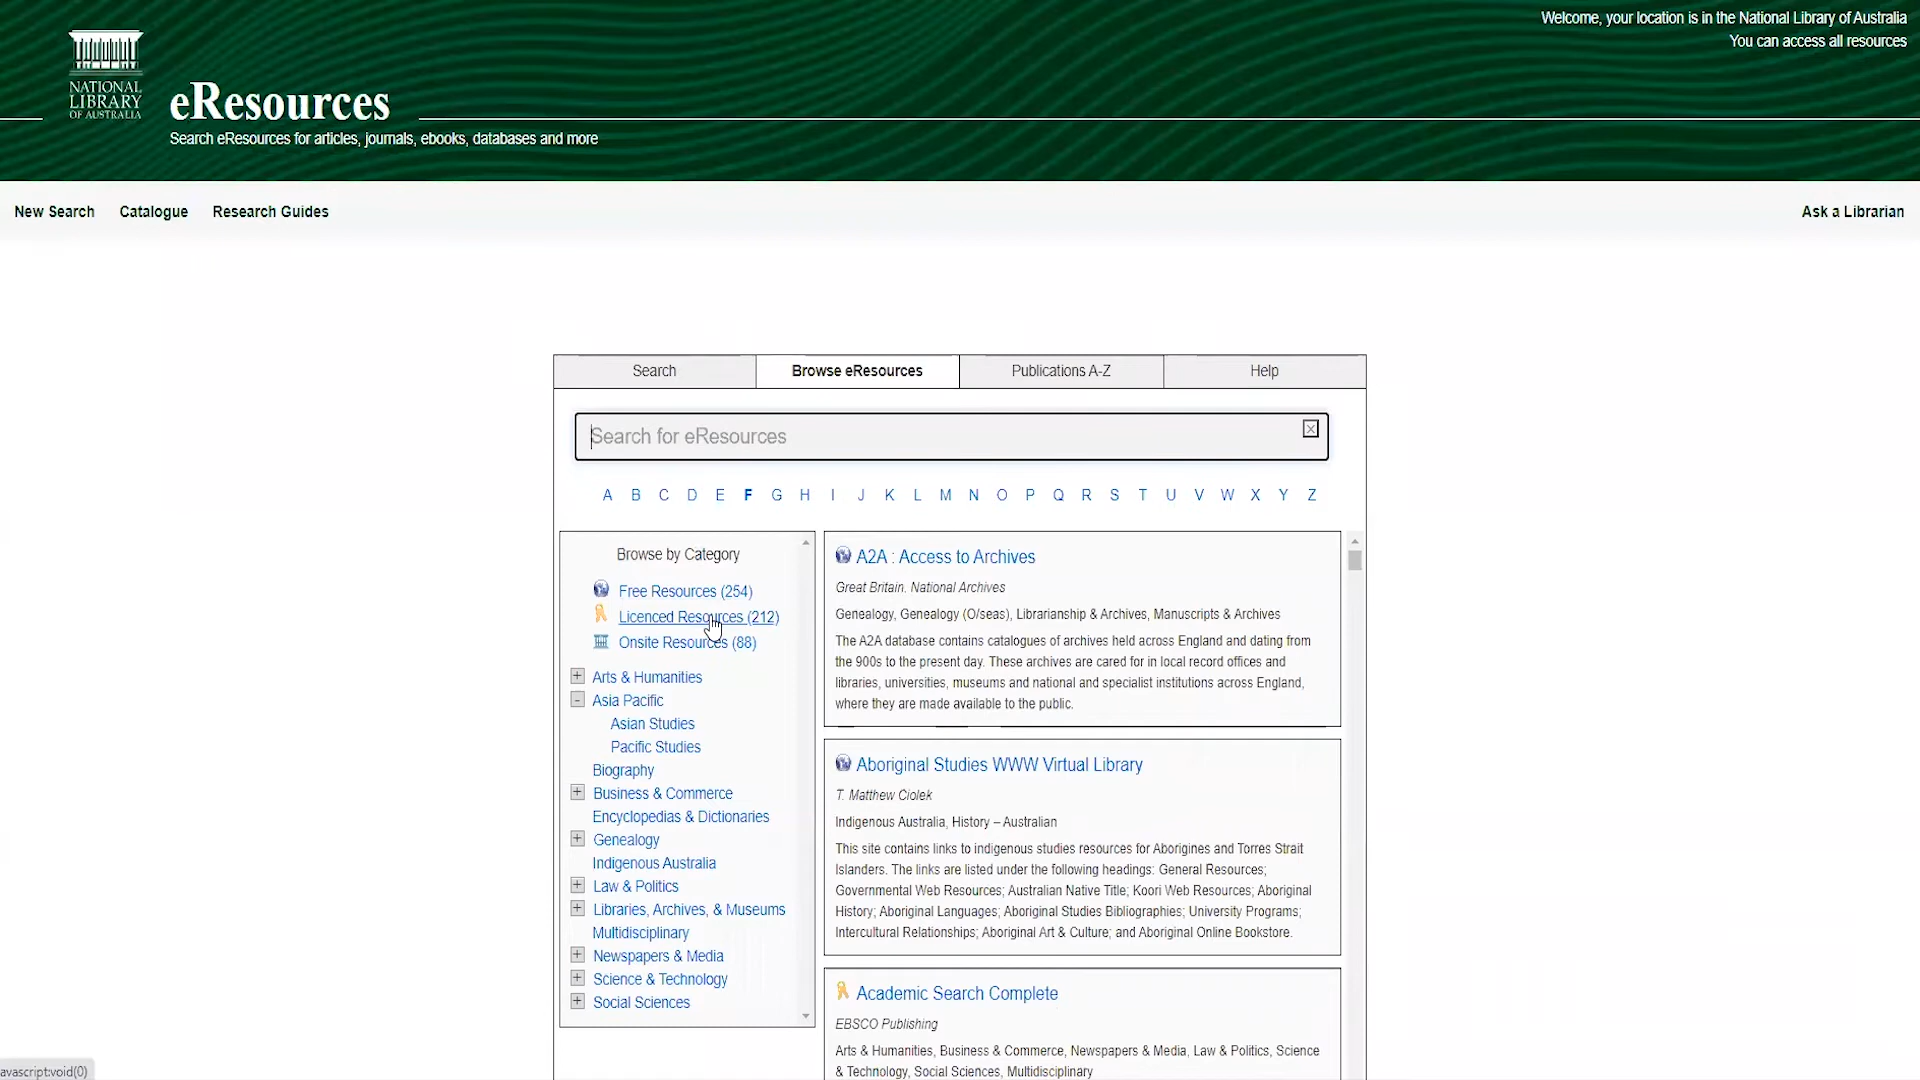 Welcome, your location is in the National Library of Australia
You can access all resources
NATIONAL
LIBRARY
OF AUSTRALIA
eResources
Search eResources for articles, journals, ebooks, databases and more
New Search Catalogue Research Guides Ask a Librarian
Search Browse eResources Publications A-Z Help
Search for eResources
A B C D E F G H I J K L M N O P Q R S T U V W X Y Z
Browse by Category
Free Resources (254)
Licenced Resources (212)
Onsite Resources (88)
Arts & Humanities
Asia Pacific
Asian Studies
Pacific Studies
Biography
Business & Commerce
Encyclopedias & Dictionaries
Genealogy
Indigenous Australia
Law & Politics
Libraries, Archives, & Museums
Multidisciplinary
Newspapers & Media
Science & Technology
Social Sciences
A2A : Access to Archives
Great Britain. National Archives
Genealogy, Genealogy (O/seas), Librarianship & Archives, Manuscripts & Archives
The A2A database contains catalogues of archives held across England and dating from
the 900s to the present day. These archives are cared for in local record offices and
libraries, universities, museums and national and specialist institutions across England,
where they are made available to the public.
Aboriginal Studies WWW Virtual Library
T. Matthew Ciolek
Indigenous Australia, History – Australian
This site contains links to indigenous studies resources for Aborigines and Torres Strait
Islanders. The links are listed under the following headings: General Resources;
Governmental Web Resources; Australian Native Title; Koori Web Resources; Aboriginal
History; Aboriginal Languages; Aboriginal Studies Bibliographies; University Programs;
Intercultural Relationships; Aboriginal Art & Culture; and Aboriginal Online Bookstore.
Academic Search Complete
EBSCO Publishing
Arts & Humanities, Business & Commerce, Newspapers & Media, Law & Politics, Science
& Technology, Social Sciences, Multidisciplinary
avascript:void(0)